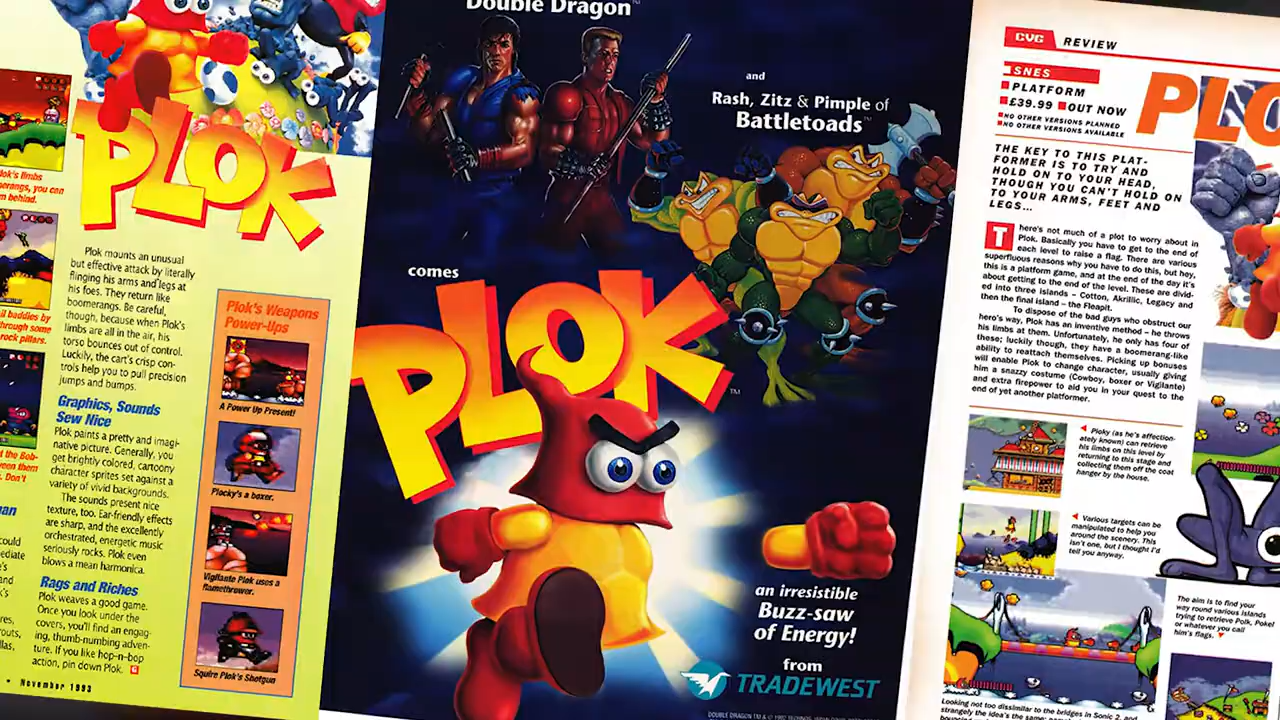 PLOK
Plok's limbs
boomerangs, you can
behind.
baddies by
through some
rock pillars.
Don't
Plok mounts an unusual
but effective attack by literally
flinging his arms and legs at
his foes. They return like
boomerangs. Be careful,
though, because when Plok's
limbs are all in the air, his
torso bounces out of control.
Luckily, the cart's crisp con-
trols help you to pull precision
jumps and bumps.
Graphics, Sounds
Sew Nice
Plok paints a pretty and imagi-
native picture. Generally, you
get brightly colored, cartoony
character sprites set against a
variety of vivid backgrounds.
The sounds present nice
texture, too. Ear-friendly effects
are sharp, and the excellently
orchestrated, energetic music
seriously rocks. Plok even
blows a mean harmonica.
Rags and Riches
Plok weaves a good game.
Once you look under the
covers, you'll find an engag-
ing, thumb-numbing adven-
ture. If you like hop-n-bop
action, pin down Plok. G
• November 1993
Plok's Weapons
Power-Ups
A Power Up Present!
Plocky's a boxer.
Vigilante Plok uses a
flamethrower.
Squire Plok's Shotgun
Double Dragon™
and
Rash, Zitz & Pimple of
Battletoads™
comes
PLOK™
an irresistible
Buzz-saw
of Energy!
from
TRADEWEST
CVG REVIEW
SNES
PLATFORM
£39.99 OUT NOW
NO OTHER VERSIONS PLANNED
NO OTHER VERSIONS AVAILABLE
PLO
THE KEY TO THIS PLAT-
FORMER IS TO TRY AND
HOLD ON TO YOUR HEAD,
THOUGH YOU CAN'T HOLD ON
TO YOUR ARMS, FEET AND
LEGS...
There's not much of a plot to worry about in
Plok. Basically you have to get to the end of
each level to raise a flag. There are various
superfluous reasons why you have to do this, but hey,
this is a platform game, and at the end of the day it's
about getting to the end of the level. These are divid-
ed into three islands – Cotton, Akrillic, Legacy and
then the final island – the Fleapit.
To dispose of the bad guys who obstruct our
hero's way, Plok has an inventive method – he throws
his limbs at them. Unfortunately, he only has four of
these; luckily though, they have a boomerang-like
ability to reattach themselves. Picking up bonuses
will enable Plok to change character, usually giving
him a snazzy costume (Cowboy, boxer or Vigilante)
and extra firepower to aid you in your quest to the
end of yet another platformer.
Ploky (as he's affection-
ately known) can retrieve
his limbs on this level by
returning to this stage and
collecting them off the coat
hanger by the house.
Various targets can be
manipulated to help you
around the scenery. This
isn't one, but I thought I'd
tell you anyway.
The aim is to find your
way round various islands
trying to retrieve Polk, Poke!
or whatever you call
him's flags.
Looking not too dissimilar to the bridges in Sonic 2, and
strangely the idea's the same: